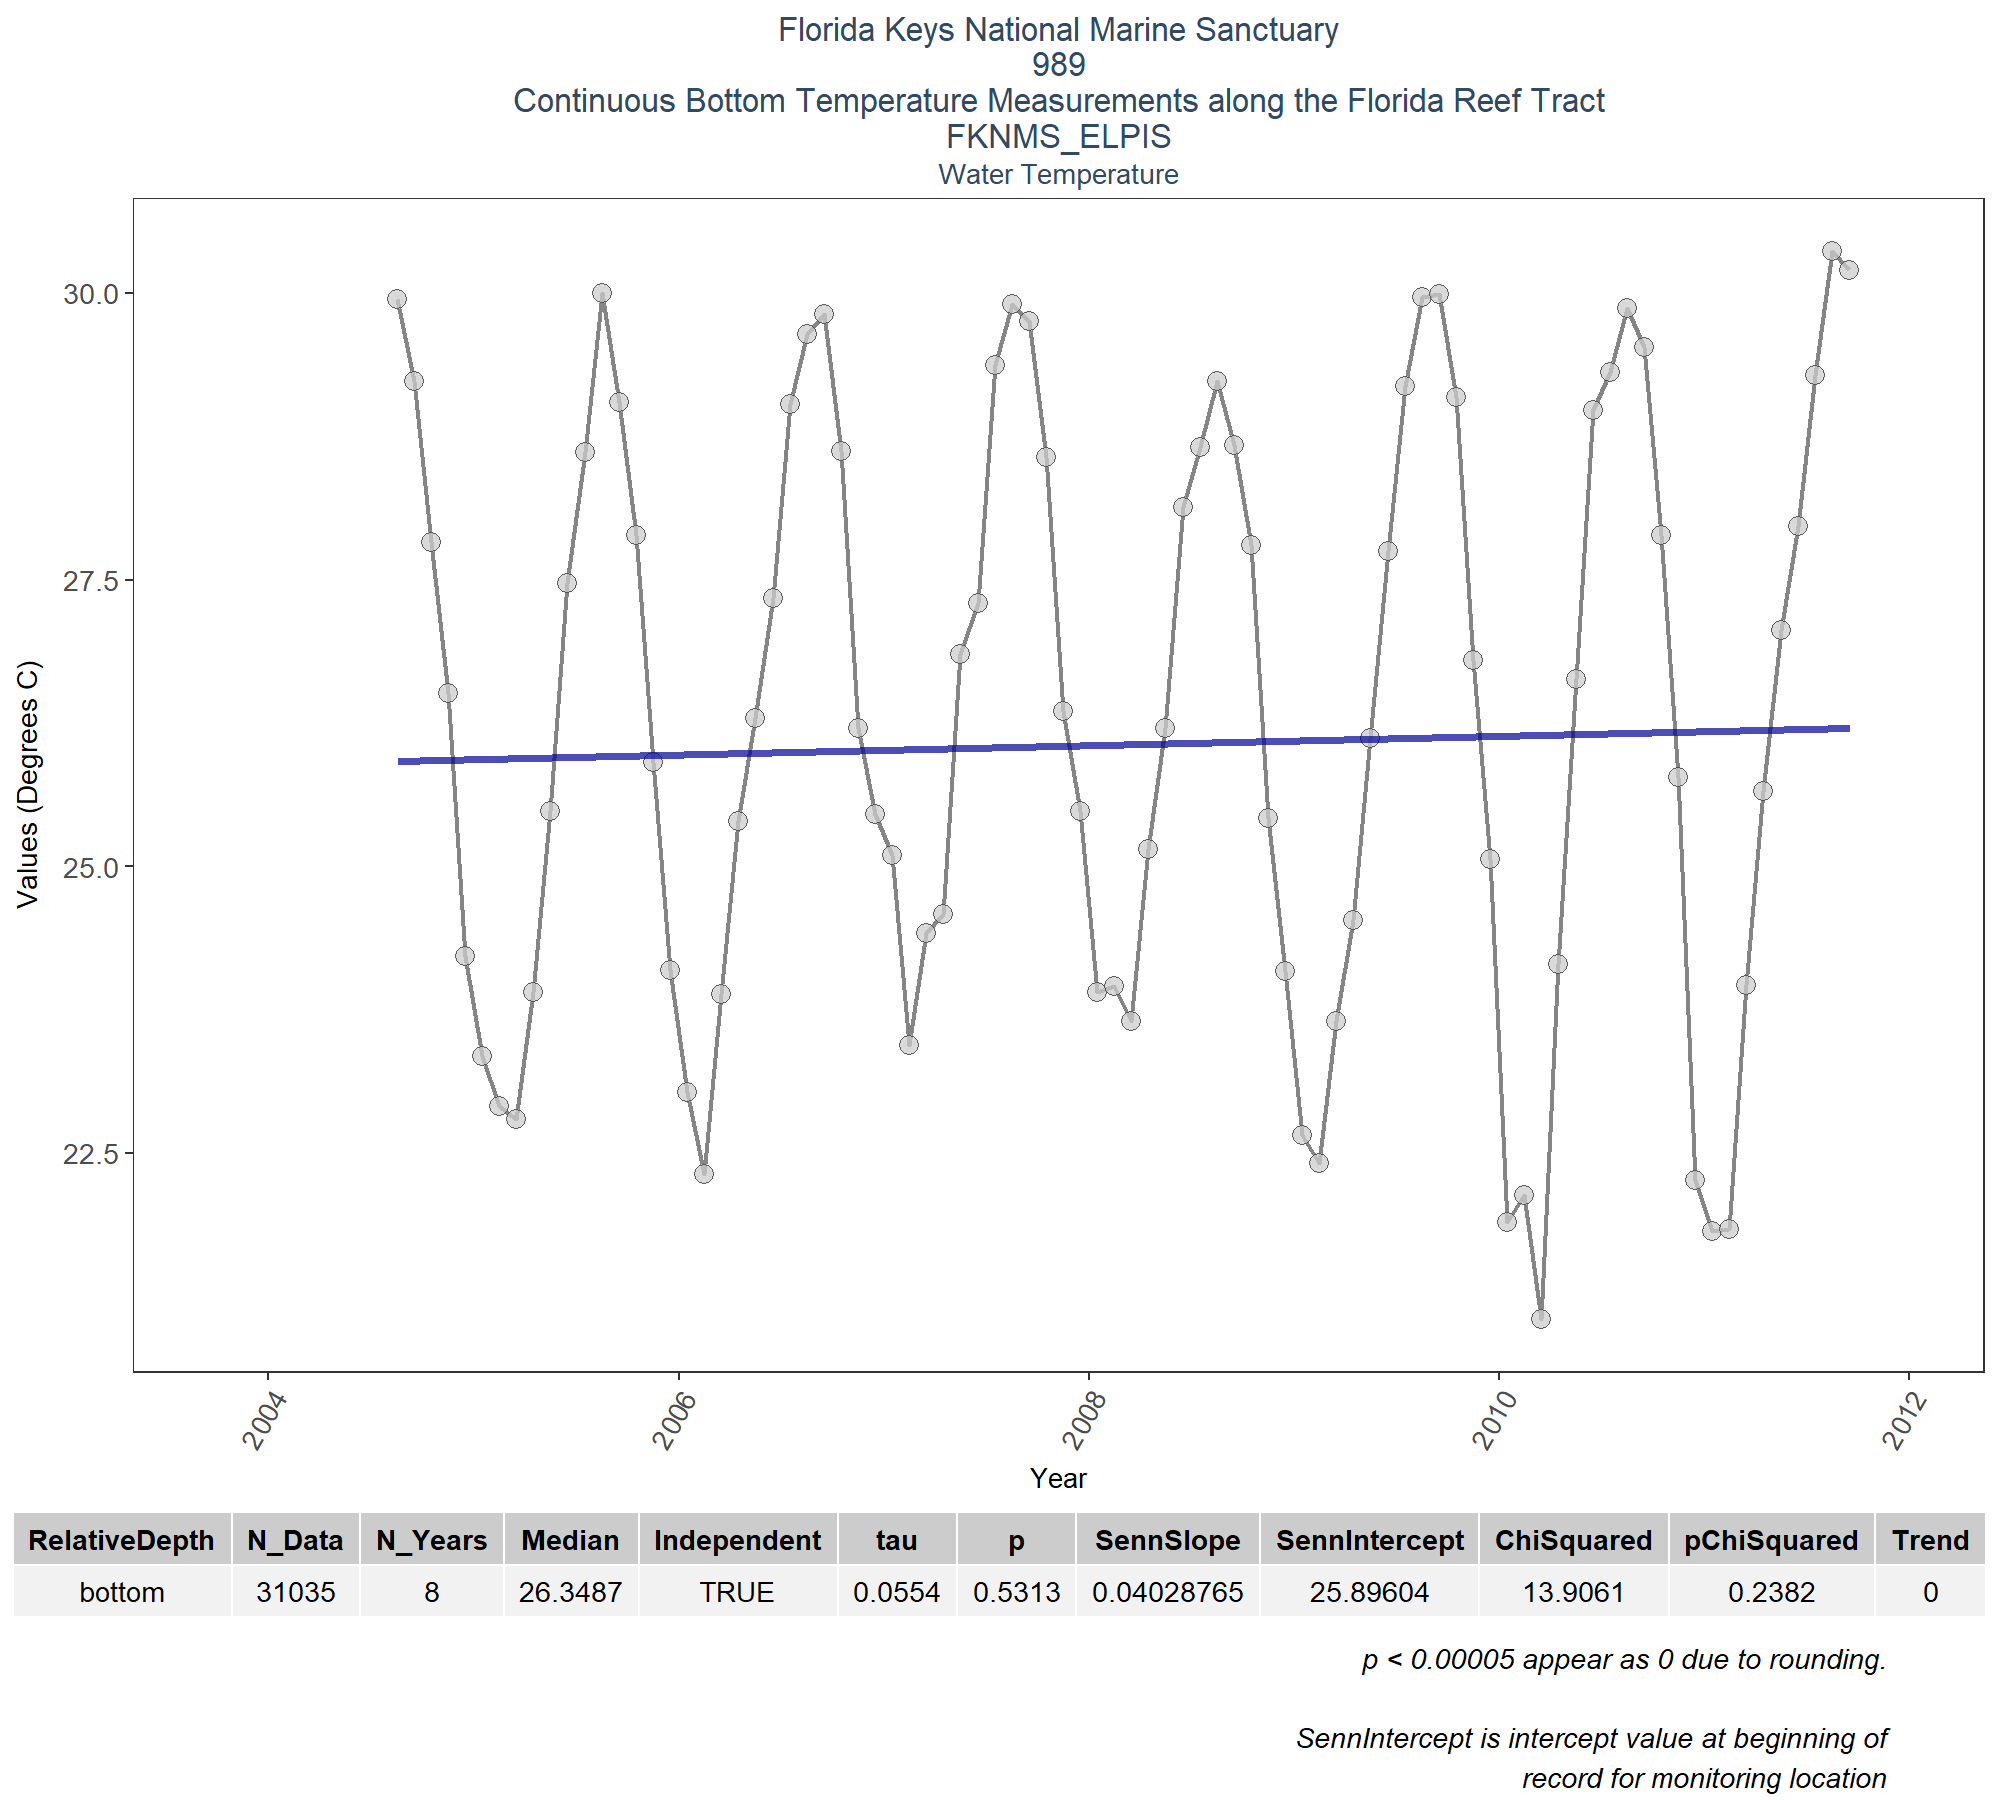 Florida Keys National Marine Sanctuary
989
Continuous Bottom Temperature Measurements along the Florida Reef Tract
FKNMS_ELPIS
Water Temperature
30.0
27.5
25.0
22.5
Values (Degrees C)
2004 2006 2008 2010 2012
Year
RelativeDepth N_Data N_Years Median Independent tau p SennSlope SennIntercept ChiSquared pChiSquared Trend
bottom 31035 8 26.3487 TRUE 0.0554 0.5313 0.04028765 25.89604 13.9061 0.2382 0
p < 0.00005 appear as 0 due to rounding.
SennIntercept is intercept value at beginning of
record for monitoring location